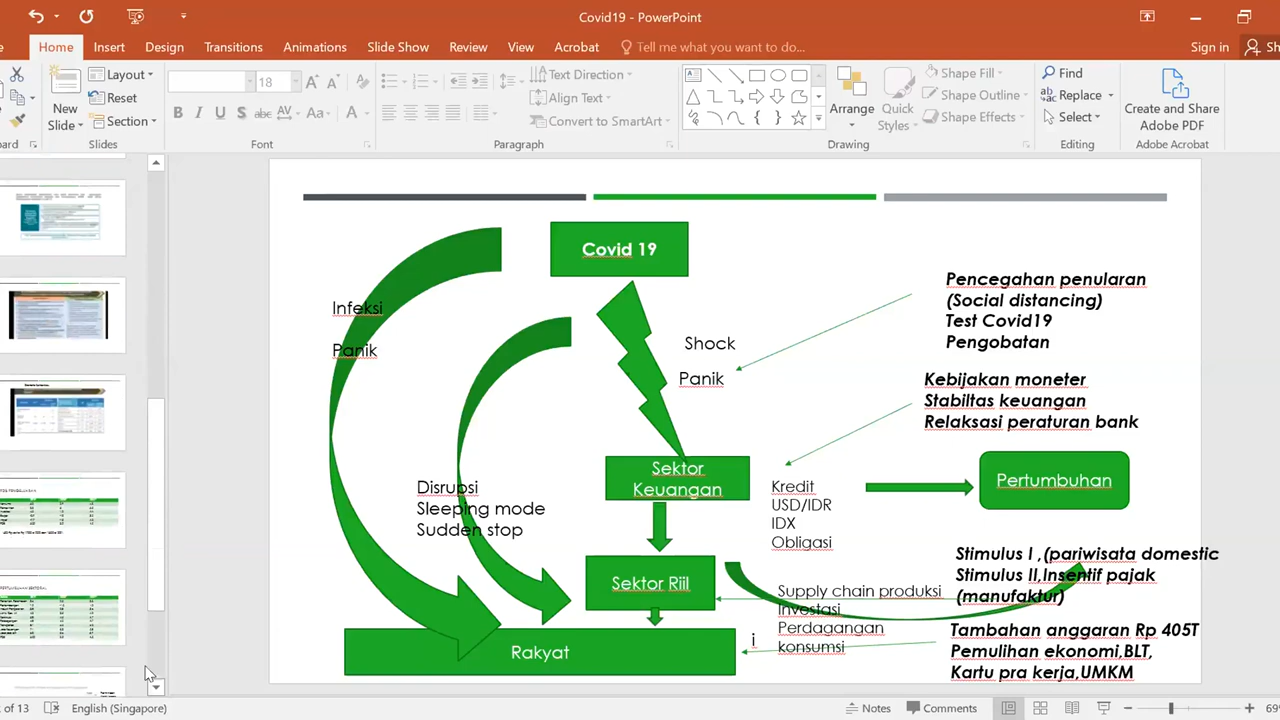 Covid19 - PowerPoint
Home Insert Design Transitions Animations Slide Show Review View Acrobat Tell me what you want to do... Sign in Sh
New Slide
Layout
Reset
Section
18
Text Direction
Align Text
Convert to SmartArt
Arrange
Quick Styles
Shape Fill
Shape Outline
Shape Effects
Find
Replace
Select
Create and Share Adobe PDF
oard Slides Font Paragraph Drawing Editing Adobe Acrobat
Covid 19
Infeksi
Panik
Shock
Panik
Pencegahan penularan
(Social distancing)
Test Covid19
Pengobatan
Kebijakan moneter
Stabiltas keuangan
Relaksasi peraturan bank
Sektor
Keuangan
Kredit
USD/IDR
IDX
Obligasi
Pertumbuhan
Disrupsi
Sleeping mode
Sudden stop
Sektor Riil
Supply chain produksi
Investasi
Perdagangan
konsumsi
Stimulus I ,(pariwisata domestic
Stimulus II,Insentif pajak
(manufaktur)
Rakyat
i
Tambahan anggaran Rp 405T
Pemulihan ekonomi,BLT,
Kartu pra kerja,UMKM
of 13 English (Singapore) Notes Comments 69